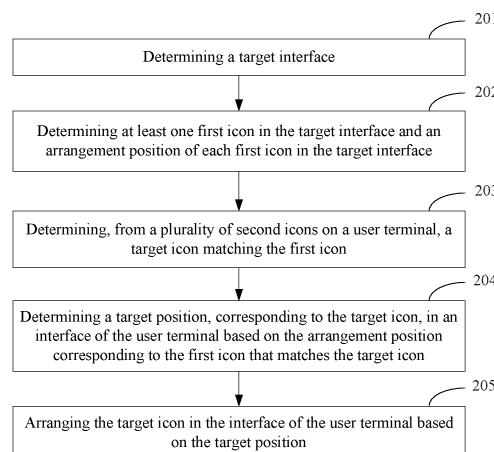 201
Determining a target interface
202
Determining at least one first icon in the target interface and an
arrangement position of each first icon in the target interface
203
Determining, from a plurality of second icons on a user terminal, a
target icon matching the first icon
204
Determining a target position, corresponding to the target icon, in an
interface of the user terminal based on the arrangement position
corresponding to the first icon that matches the target icon
205
Arranging the target icon in the interface of the user terminal based
on the target position